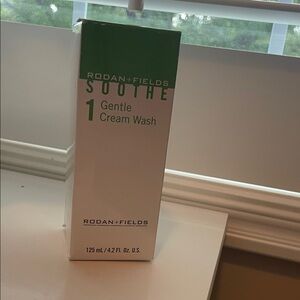 RODAN+FIELDS
SOOTHE
1 Gentle
Cream Wash
RODAN+FIELDS
125 mL / 4.2 Fl. Oz. U.S.